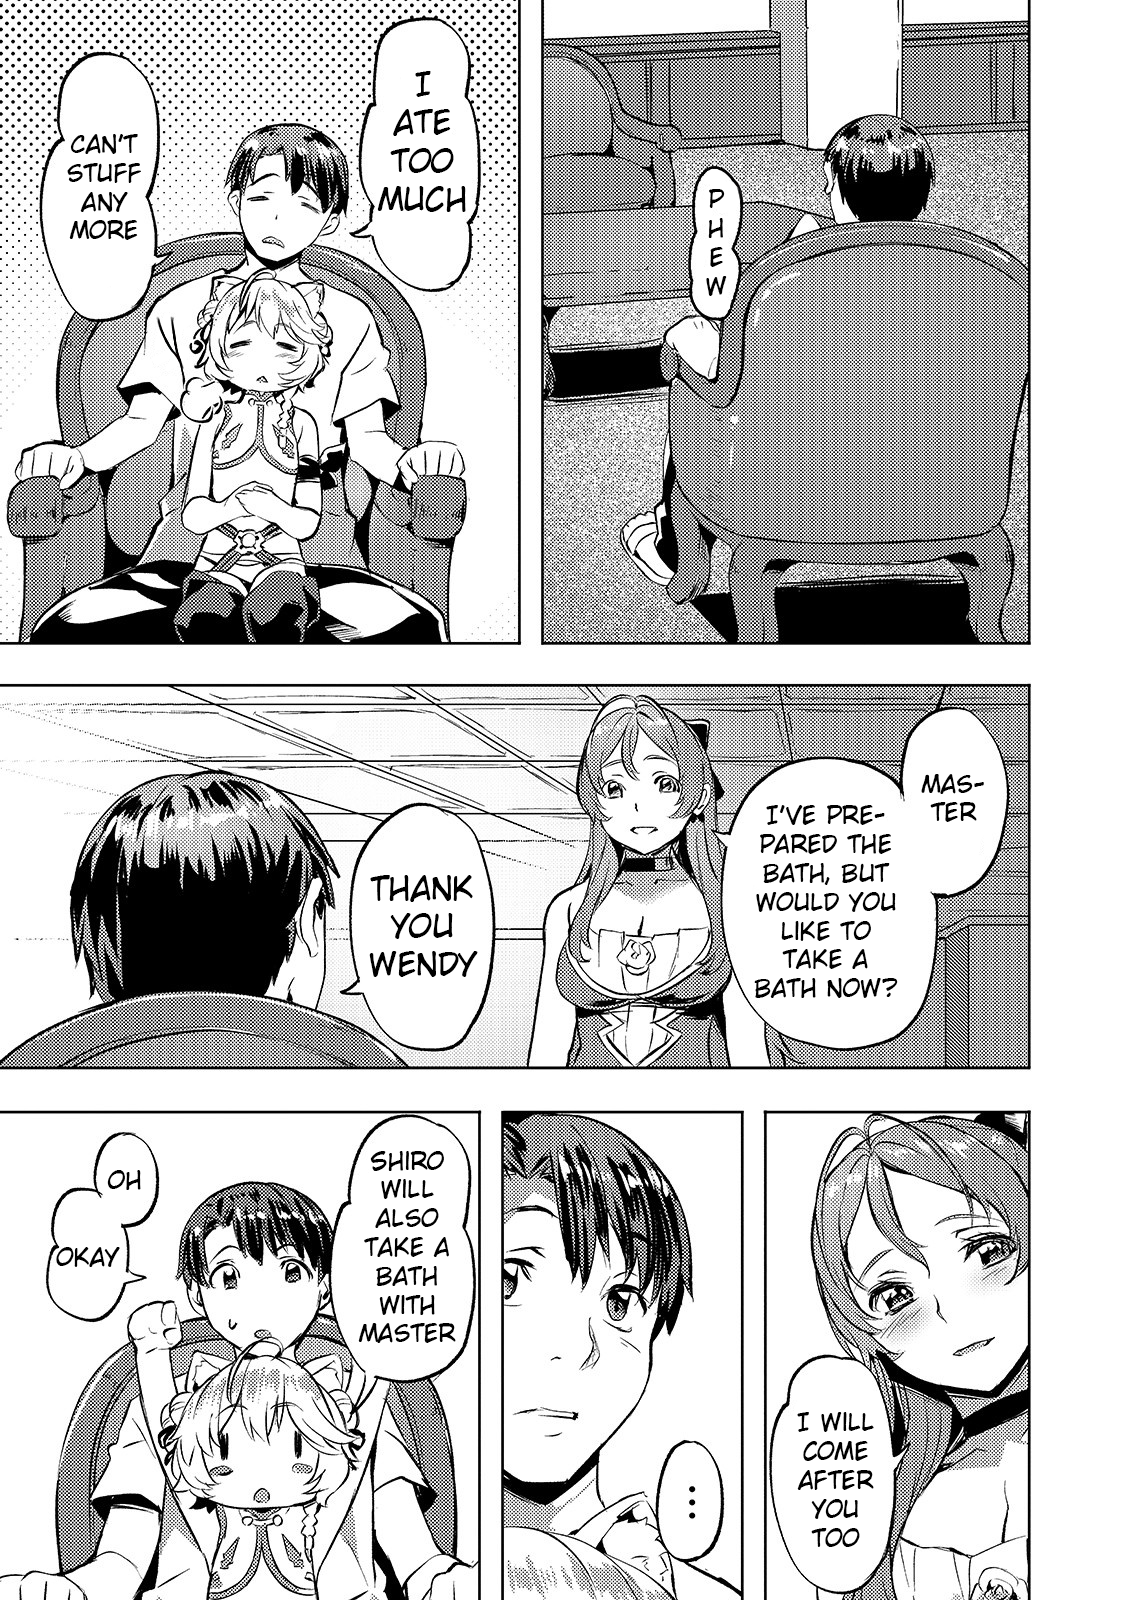 P
H
E
W
I
ATE
TOO
MUCH
CAN'T
STUFF
ANY
MORE
MAS-
TER
I'VE PRE-
PARED THE
BATH, BUT
WOULD YOU
LIKE TO
TAKE A
BATH NOW?
THANK
YOU
WENDY
I WILL
COME
AFTER
YOU
TOO
...
SHIRO
WILL
ALSO
TAKE A
BATH
WITH
MASTER
OH
OKAY